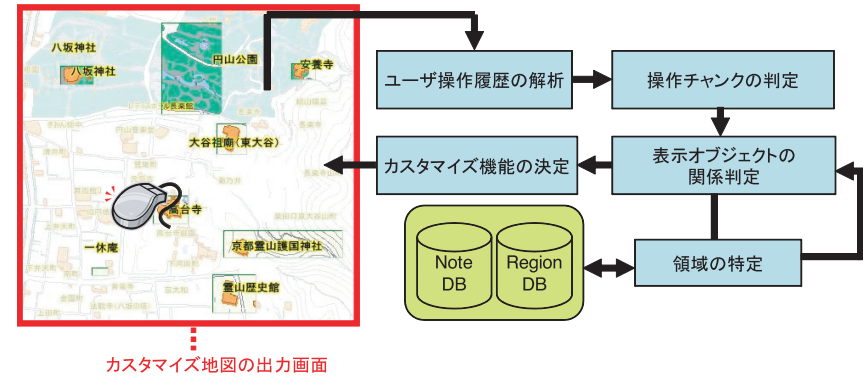 八坂神社
八坂神社
円山公園
安養寺
長楽館
大谷祖廟(東大谷)
高台寺
一休庵
京都霊山護国神社
霊山歴史館
カスタマイズ地図の出力画面
ユーザ操作履歴の解析
操作チャンクの判定
カスタマイズ機能の決定
表示オブジェクトの
関係判定
Note
DB
Region
DB
領域の特定